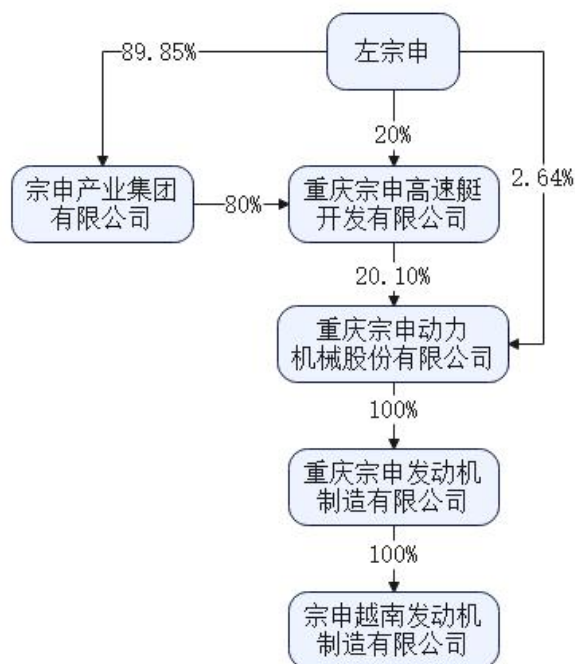 左宗申
89.85%
20%
2.64%
宗申产业集团
有限公司
80%
重庆宗申高速艇
开发有限公司
20.10%
重庆宗申动力
机械股份有限公司
100%
重庆宗申发动机
制造有限公司
100%
宗申越南发动机
制造有限公司